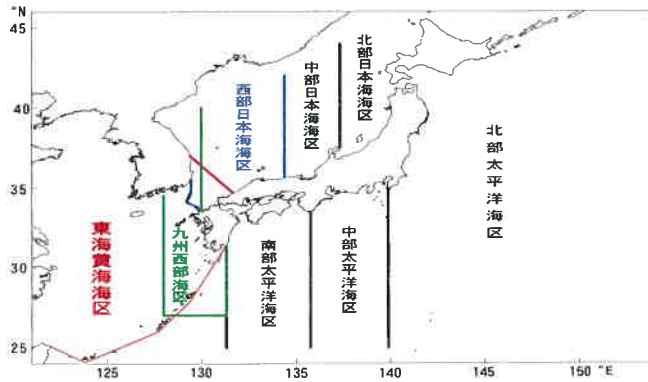 °N
45
40
35
30
25
125
130
135
140
145
150
°E
北部日本海海区
中部日本海海区
西部日本海海区
北部太平洋海区
東海黄海海区
九州西部海区
南部太平洋海区
中部太平洋海区